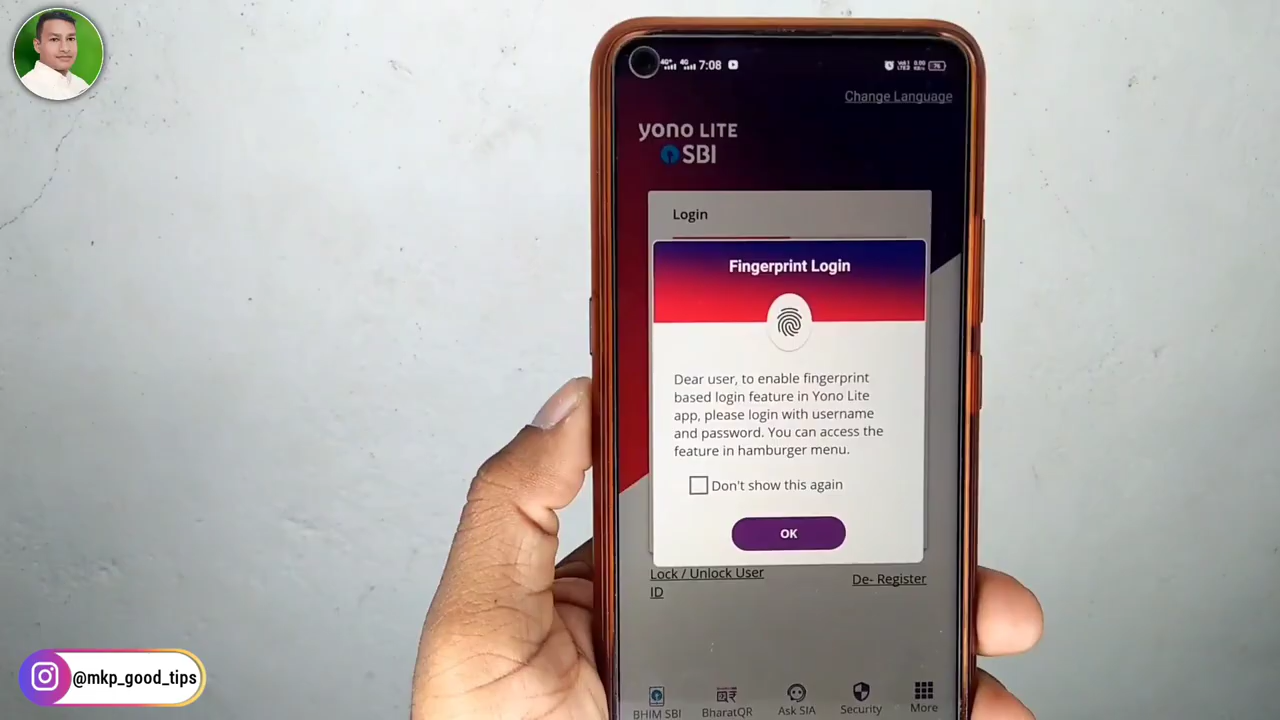 7:08
Change Language
yono LITE
SBI
Login
Fingerprint Login
Dear user, to enable fingerprint
based login feature in Yono Lite
app, please login with username
and password. You can access the
feature in hamburger menu.
Don't show this again
OK
Lock / Unlock User
ID
De- Register
BHIM SBI
BharatQR
Ask SIA
Security
More
@mkp_good_tips